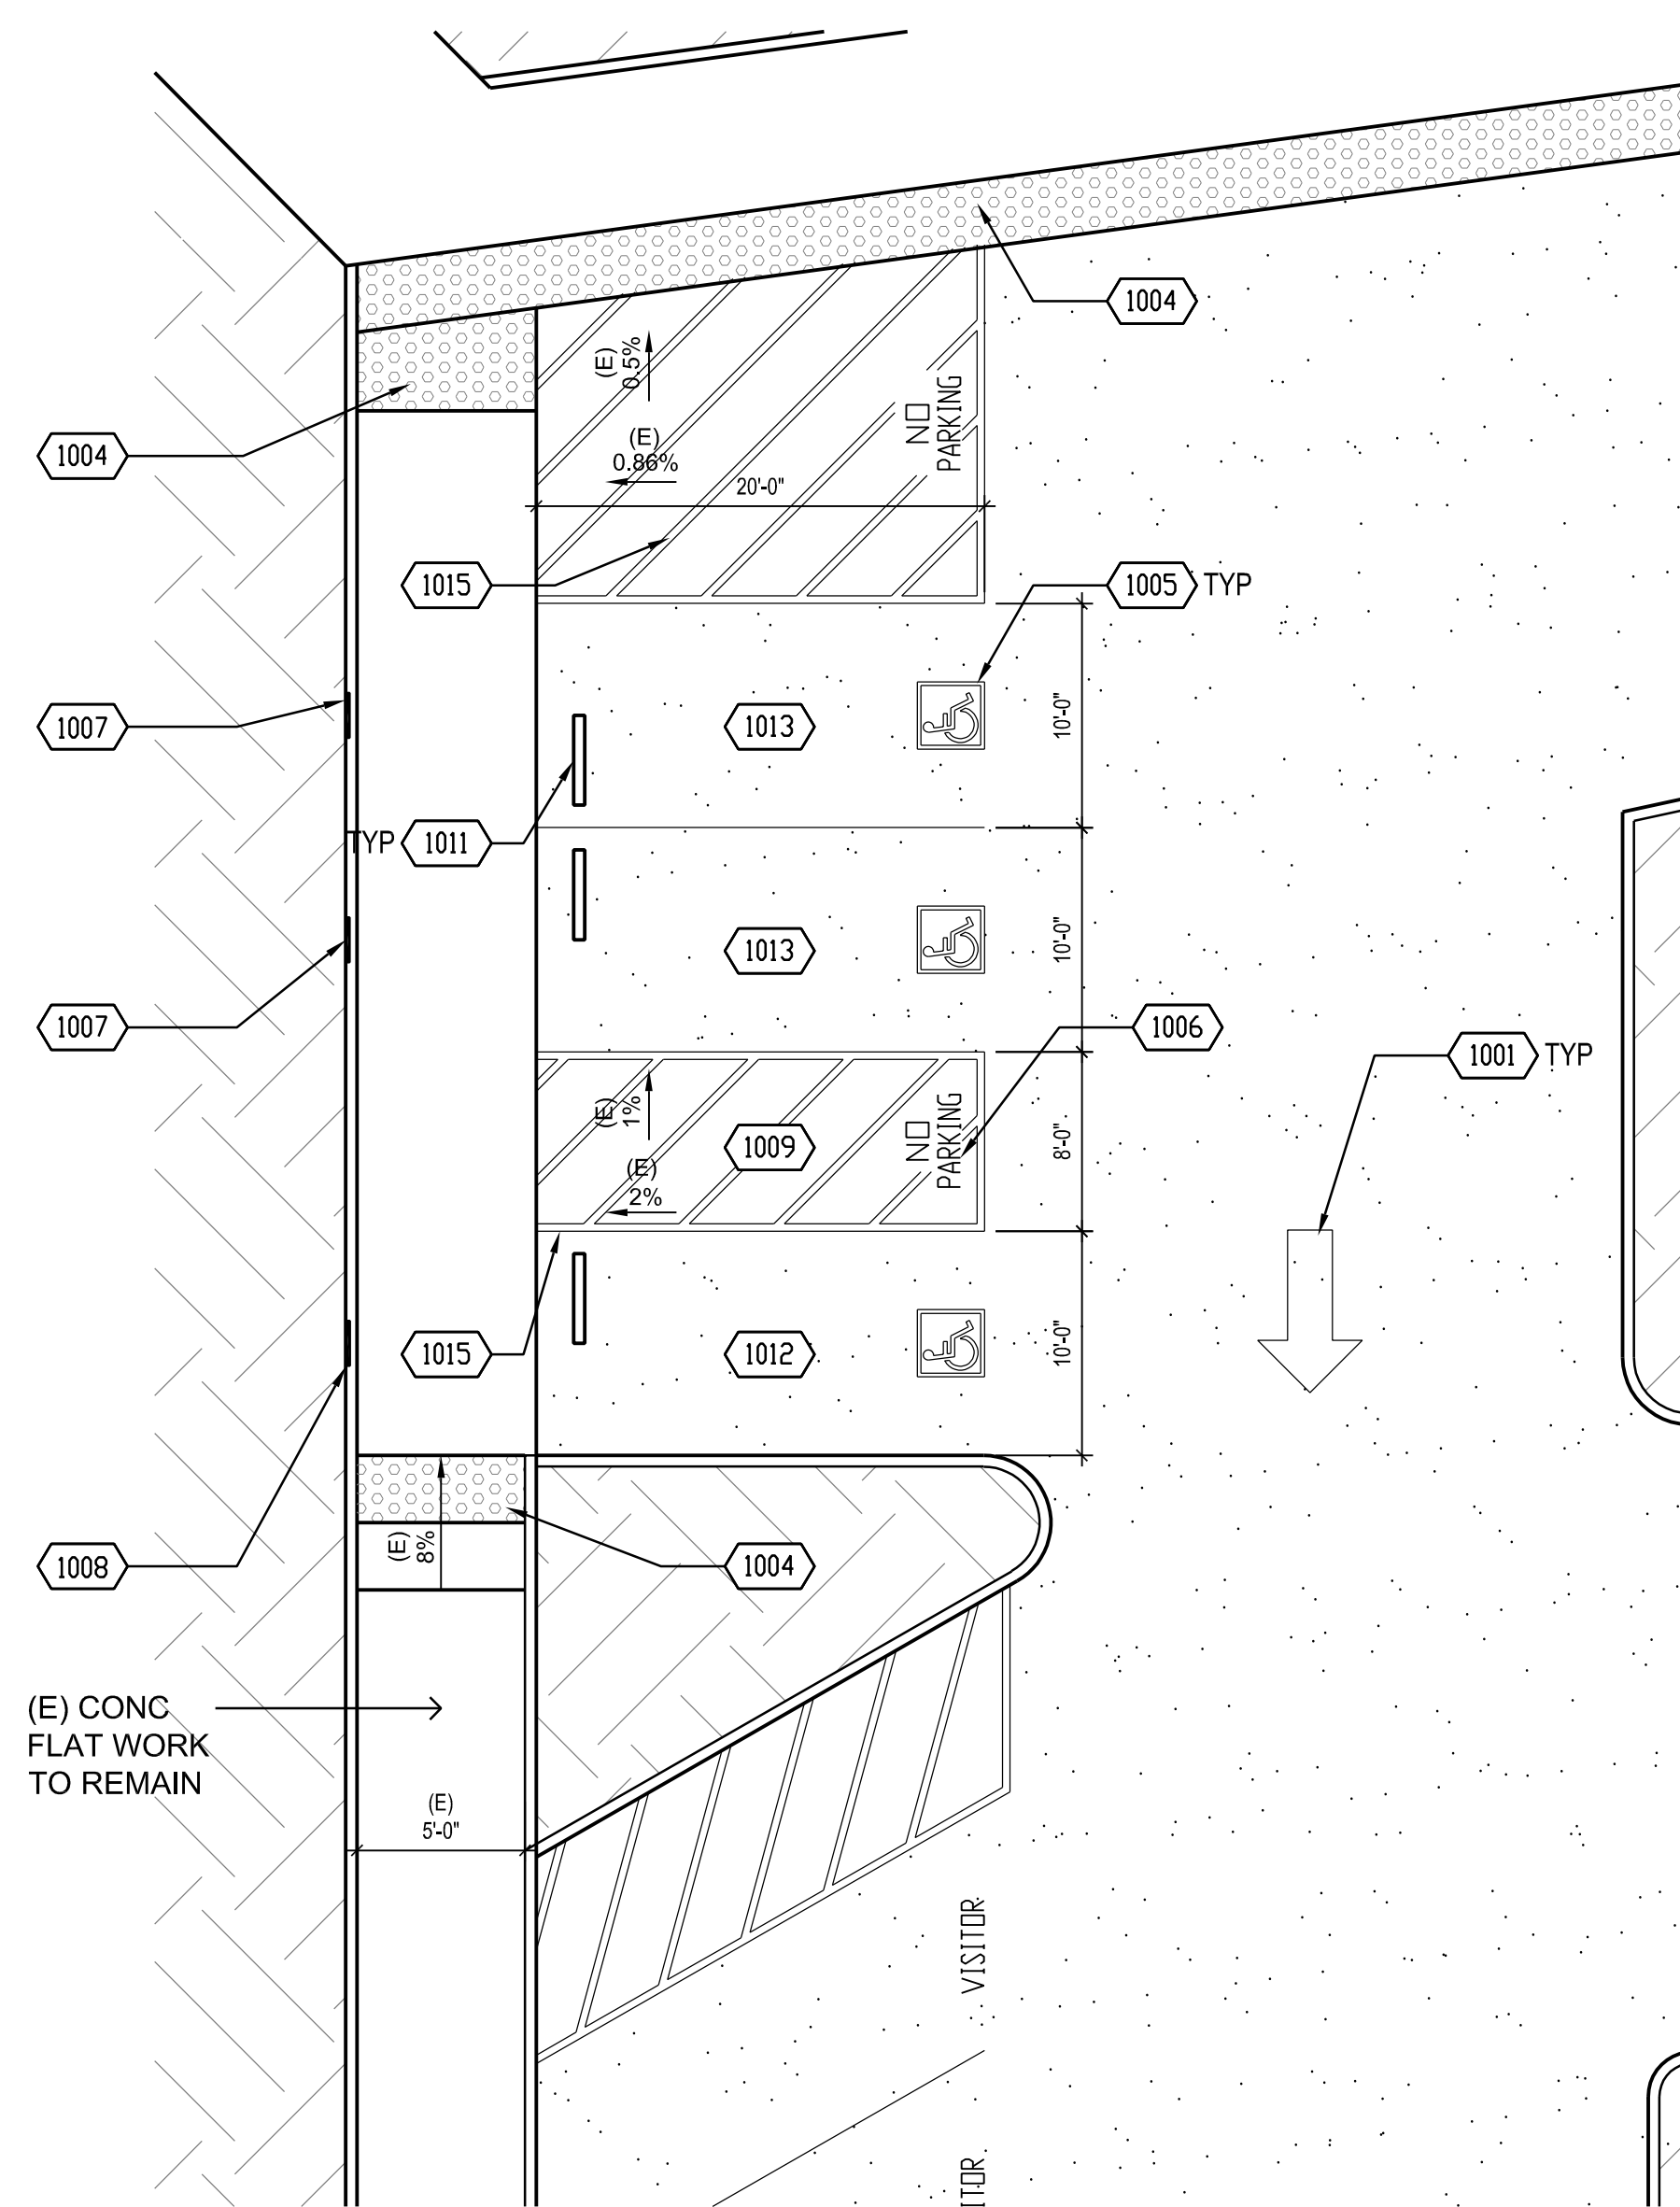 1004
(E)
0.5%
NO
PARKING
(E)
0.86%
1004
20'-0"
1015
1005 TYP
1007
1013
10'-0"
TYP 1011
1013
10'-0"
1007
1006
1001 TYP
(E)
1%
NO
PARKING
1009
8'-0"
(E)
2%
1015
1012
10'-0"
(E)
8%
1008
1004
(E) CONC
FLAT WORK
TO REMAIN
(E)
5'-0"
VISITOR
ITOR